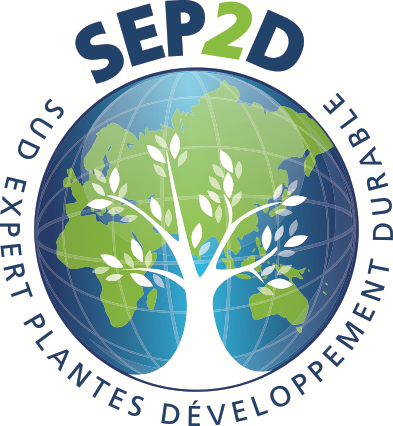 SEP2D
SUD EXPERT PLANTES DÉVELOPPEMENT DURABLE